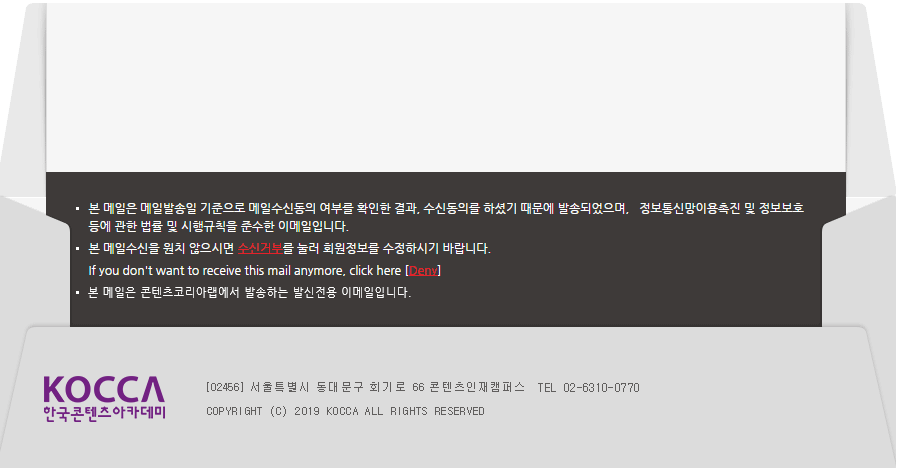 본 메일은 메일발송일 기준으로 메일수신동의 여부를 확인한 결과, 수신동의를 하셨기 때문에 발송되었으며, 정보통신망이용촉진 및 정보보호
등에 관한 법률 및 시행규칙을 준수한 이메일입니다.
본 메일수신을 원치 않으시면 수신거부를 눌러 회원정보를 수정하시기 바랍니다.
If you don't want to receive this mail anymore, click here [Deny]
본 메일은 콘텐츠코리아랩에서 발송하는 발신전용 이메일입니다.
KOCCA
한국콘텐츠아카데미
[02456] 서울특별시 동대문구 회기로 66 콘텐츠인재캠퍼스 TEL 02-6310-0770
COPYRIGHT (C) 2019 KOCCA ALL RIGHTS RESERVED